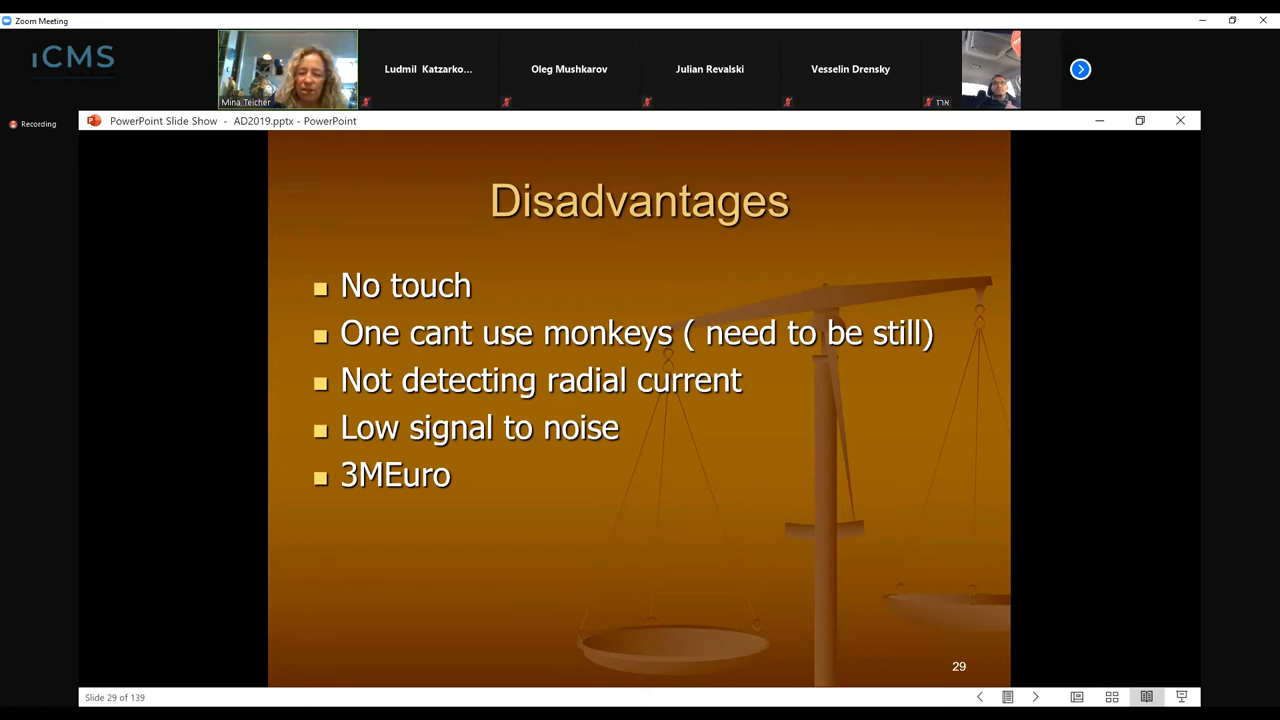 Zoom Meeting
iCMS
Mina Teicher
Ludmil Katzarko...
Oleg Mushkarov
Julian Revalski
Vesselin Drensky
ארז
Recording
PowerPoint Slide Show - AD2019.pptx - PowerPoint
Disadvantages
No touch
One cant use monkeys ( need to be still)
Not detecting radial current
Low signal to noise
3MEuro
29
Slide 29 of 139